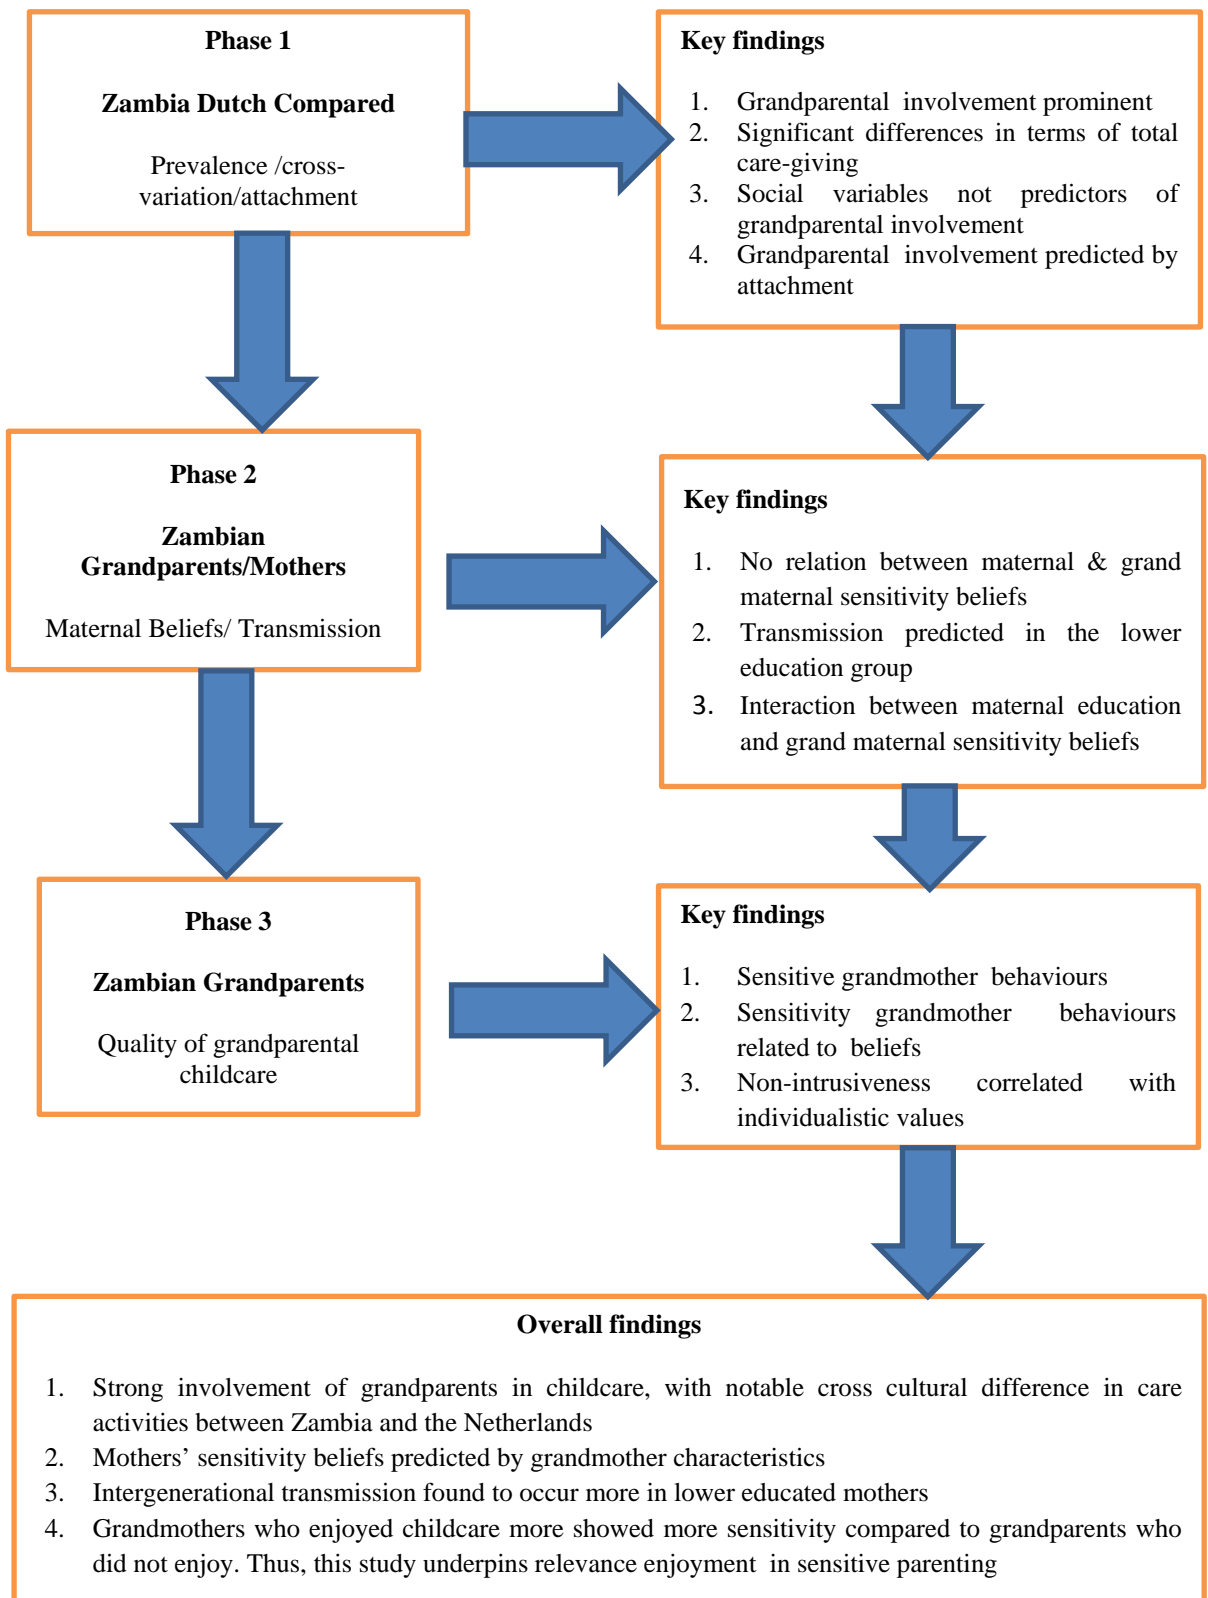 Phase 1
Zambia Dutch Compared
Prevalence /cross-
variation/attachment
Key findings
1. Grandparental involvement prominent
2. Significant differences in terms of total
care-giving
3. Social variables not predictors of
grandparental involvement
4. Grandparental involvement predicted by
attachment
Phase 2
Zambian
Grandparents/Mothers
Maternal Beliefs/ Transmission
Key findings
1. No relation between maternal & grand
maternal sensitivity beliefs
2. Transmission predicted in the lower
education group
3. Interaction between maternal education
and grand maternal sensitivity beliefs
Phase 3
Zambian Grandparents
Quality of grandparental
childcare
Key findings
1. Sensitive grandmother behaviours
2. Sensitivity grandmother behaviours
related to beliefs
3. Non-intrusiveness correlated with
individualistic values
Overall findings
1. Strong involvement of grandparents in childcare, with notable cross cultural difference in care
activities between Zambia and the Netherlands
2. Mothers’ sensitivity beliefs predicted by grandmother characteristics
3. Intergenerational transmission found to occur more in lower educated mothers
4. Grandmothers who enjoyed childcare more showed more sensitivity compared to grandparents who
did not enjoy. Thus, this study underpins relevance enjoyment in sensitive parenting